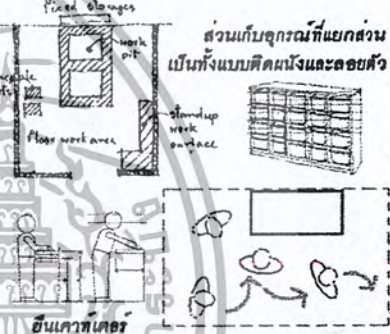 Fixed storages
work
pit
Floor work area
standup
work
surface
ส่วนเก็บอุปกรณ์ที่แยกส่วน
เป็นทั้งแบบติดผนังและลอยตัว
ยืนเคาท์เตอร์